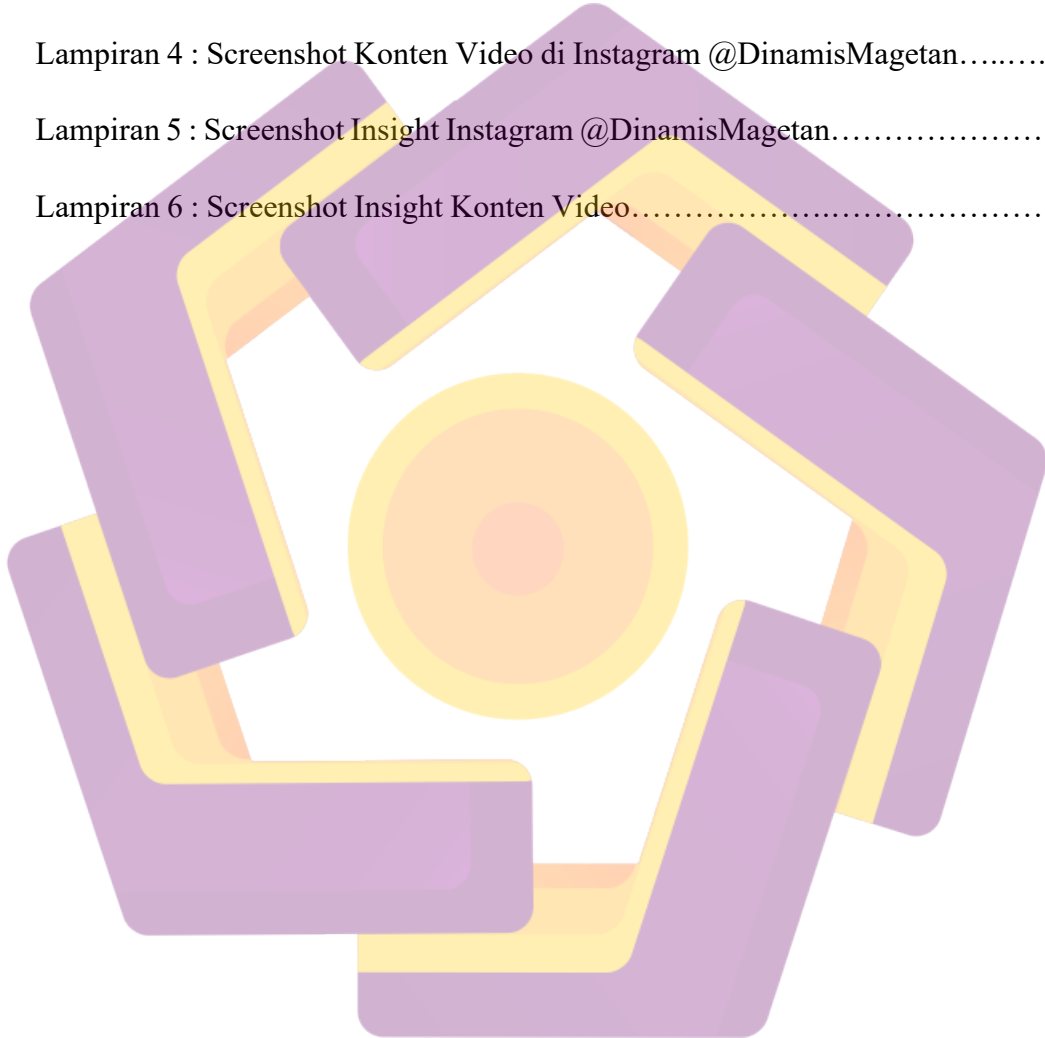 Lampiran 4 : Screenshot Konten Video di Instagram @DinamisMagetan…..….
Lampiran 5 : Screenshot Insight Instagram @DinamisMagetan…………………
Lampiran 6 : Screenshot Insight Konten Video……………….…………………